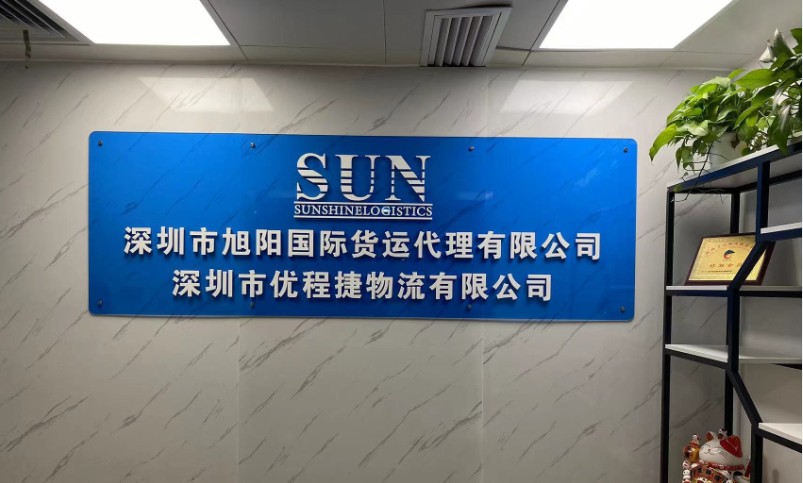 SUN
SUNSHINELOGISTICS
深圳市旭阳国际货运代理有限公司
深圳市优程捷物流有限公司